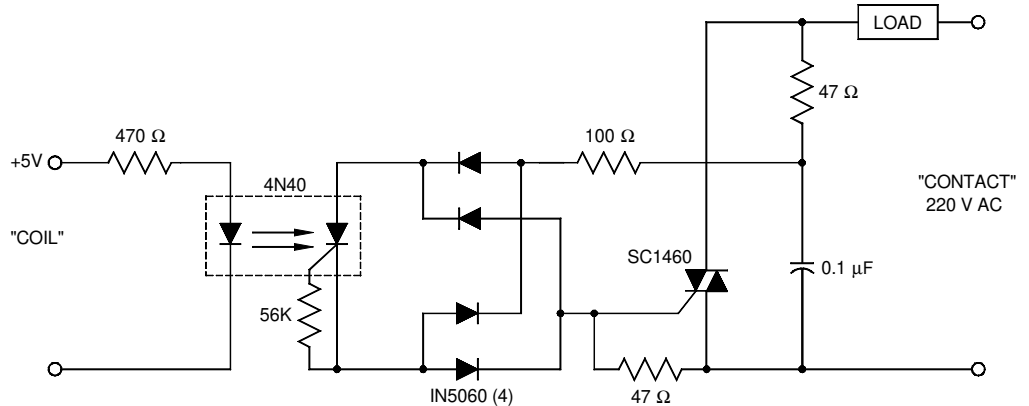 LOAD
47 Ω
470 Ω
100 Ω
+5V
4N40
"CONTACT"
220 V AC
"COIL"
SC1460
0.1 μF
56K
IN5060 (4)
47 Ω